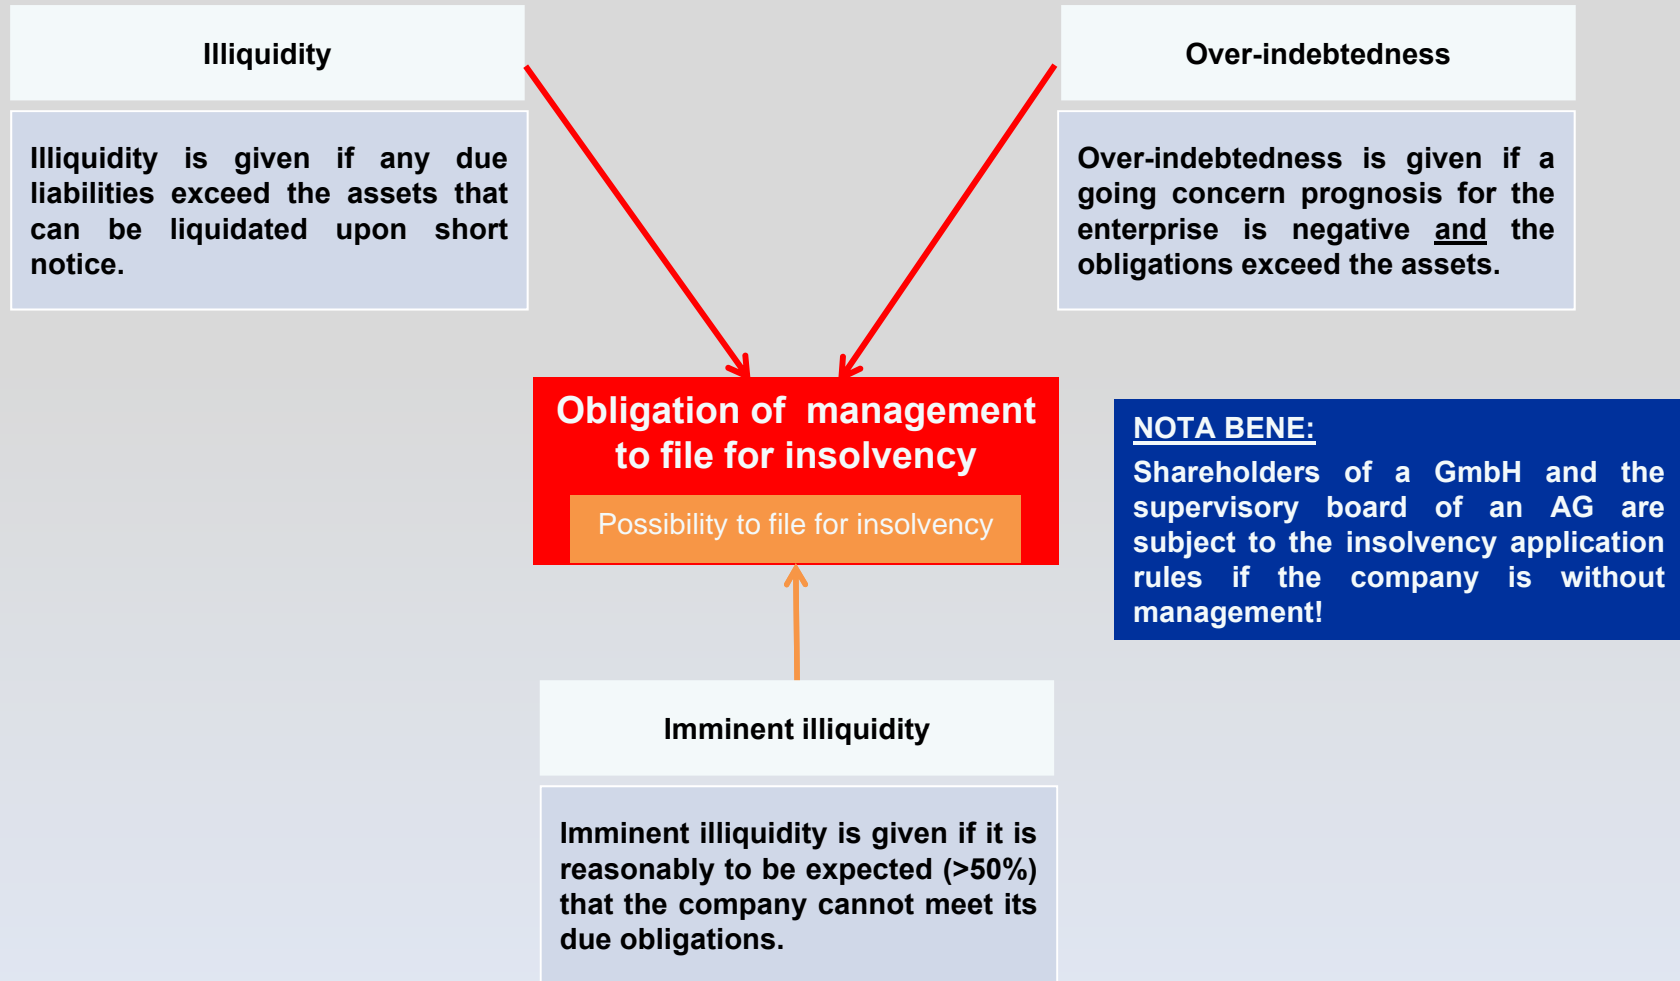 Illiquidity
Illiquidity is given if any due
liabilities exceed the assets that
can be liquidated upon short
notice.
Over-indebtedness
Over-indebtedness is given if a
going concern prognosis for the
enterprise is negative and the
obligations exceed the assets.
Obligation of management
to file for insolvency
Possibility to file for insolvency
NOTA BENE:
Shareholders of a GmbH and the
supervisory board of an AG are
subject to the insolvency application
rules if the company is without
management!
Imminent illiquidity
Imminent illiquidity is given if it is
reasonably to be expected (>50%)
that the company cannot meet its
due obligations.